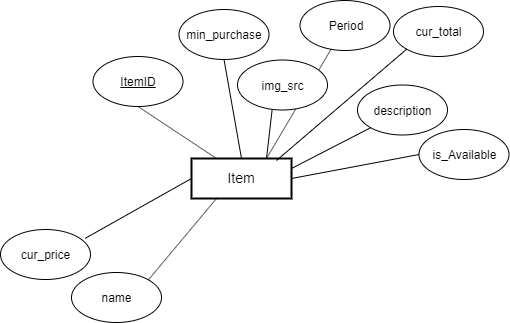 Period
min_purchase
cur_total
ItemID
img_src
description
is_Available
Item
cur_price
name